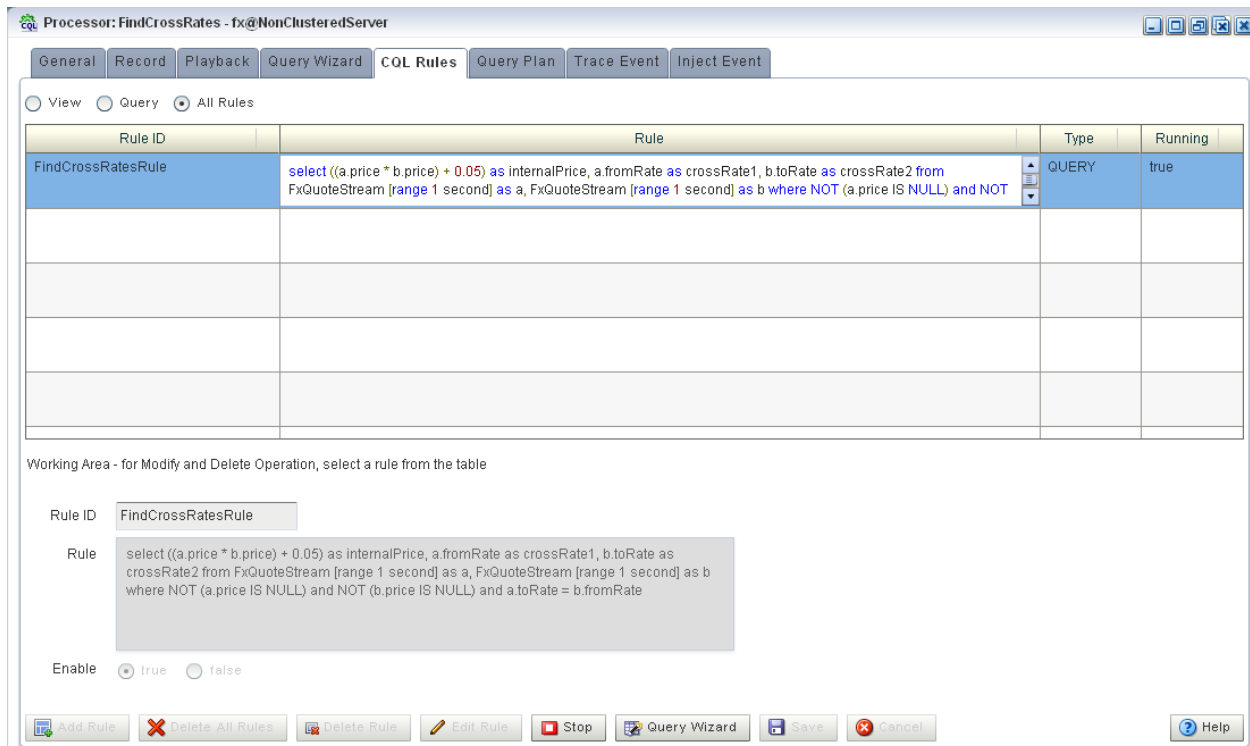 CQL Processor: FindCrossRates - fx@NonClusteredServer
General Record Playback Query Wizard CQL Rules Query Plan Trace Event Inject Event
View Query All Rules
Rule ID Rule Type Running
FindCrossRatesRule
select ((a.price * b.price) + 0.05) as internalPrice, a.fromRate as crossRate1, b.toRate as crossRate2 from
FxQuoteStream [range 1 second] as a, FxQuoteStream [range 1 second] as b where NOT (a.price IS NULL) and NOT
QUERY true
Working Area - for Modify and Delete Operation, select a rule from the table
Rule ID FindCrossRatesRule
Rule
select ((a.price * b.price) + 0.05) as internalPrice, a.fromRate as crossRate1, b.toRate as
crossRate2 from FxQuoteStream [range 1 second] as a, FxQuoteStream [range 1 second] as b
where NOT (a.price IS NULL) and NOT (b.price IS NULL) and a.toRate = b.fromRate
Enable true false
Add Rule Delete All Rules Delete Rule Edit Rule Stop Query Wizard Save Cancel Help